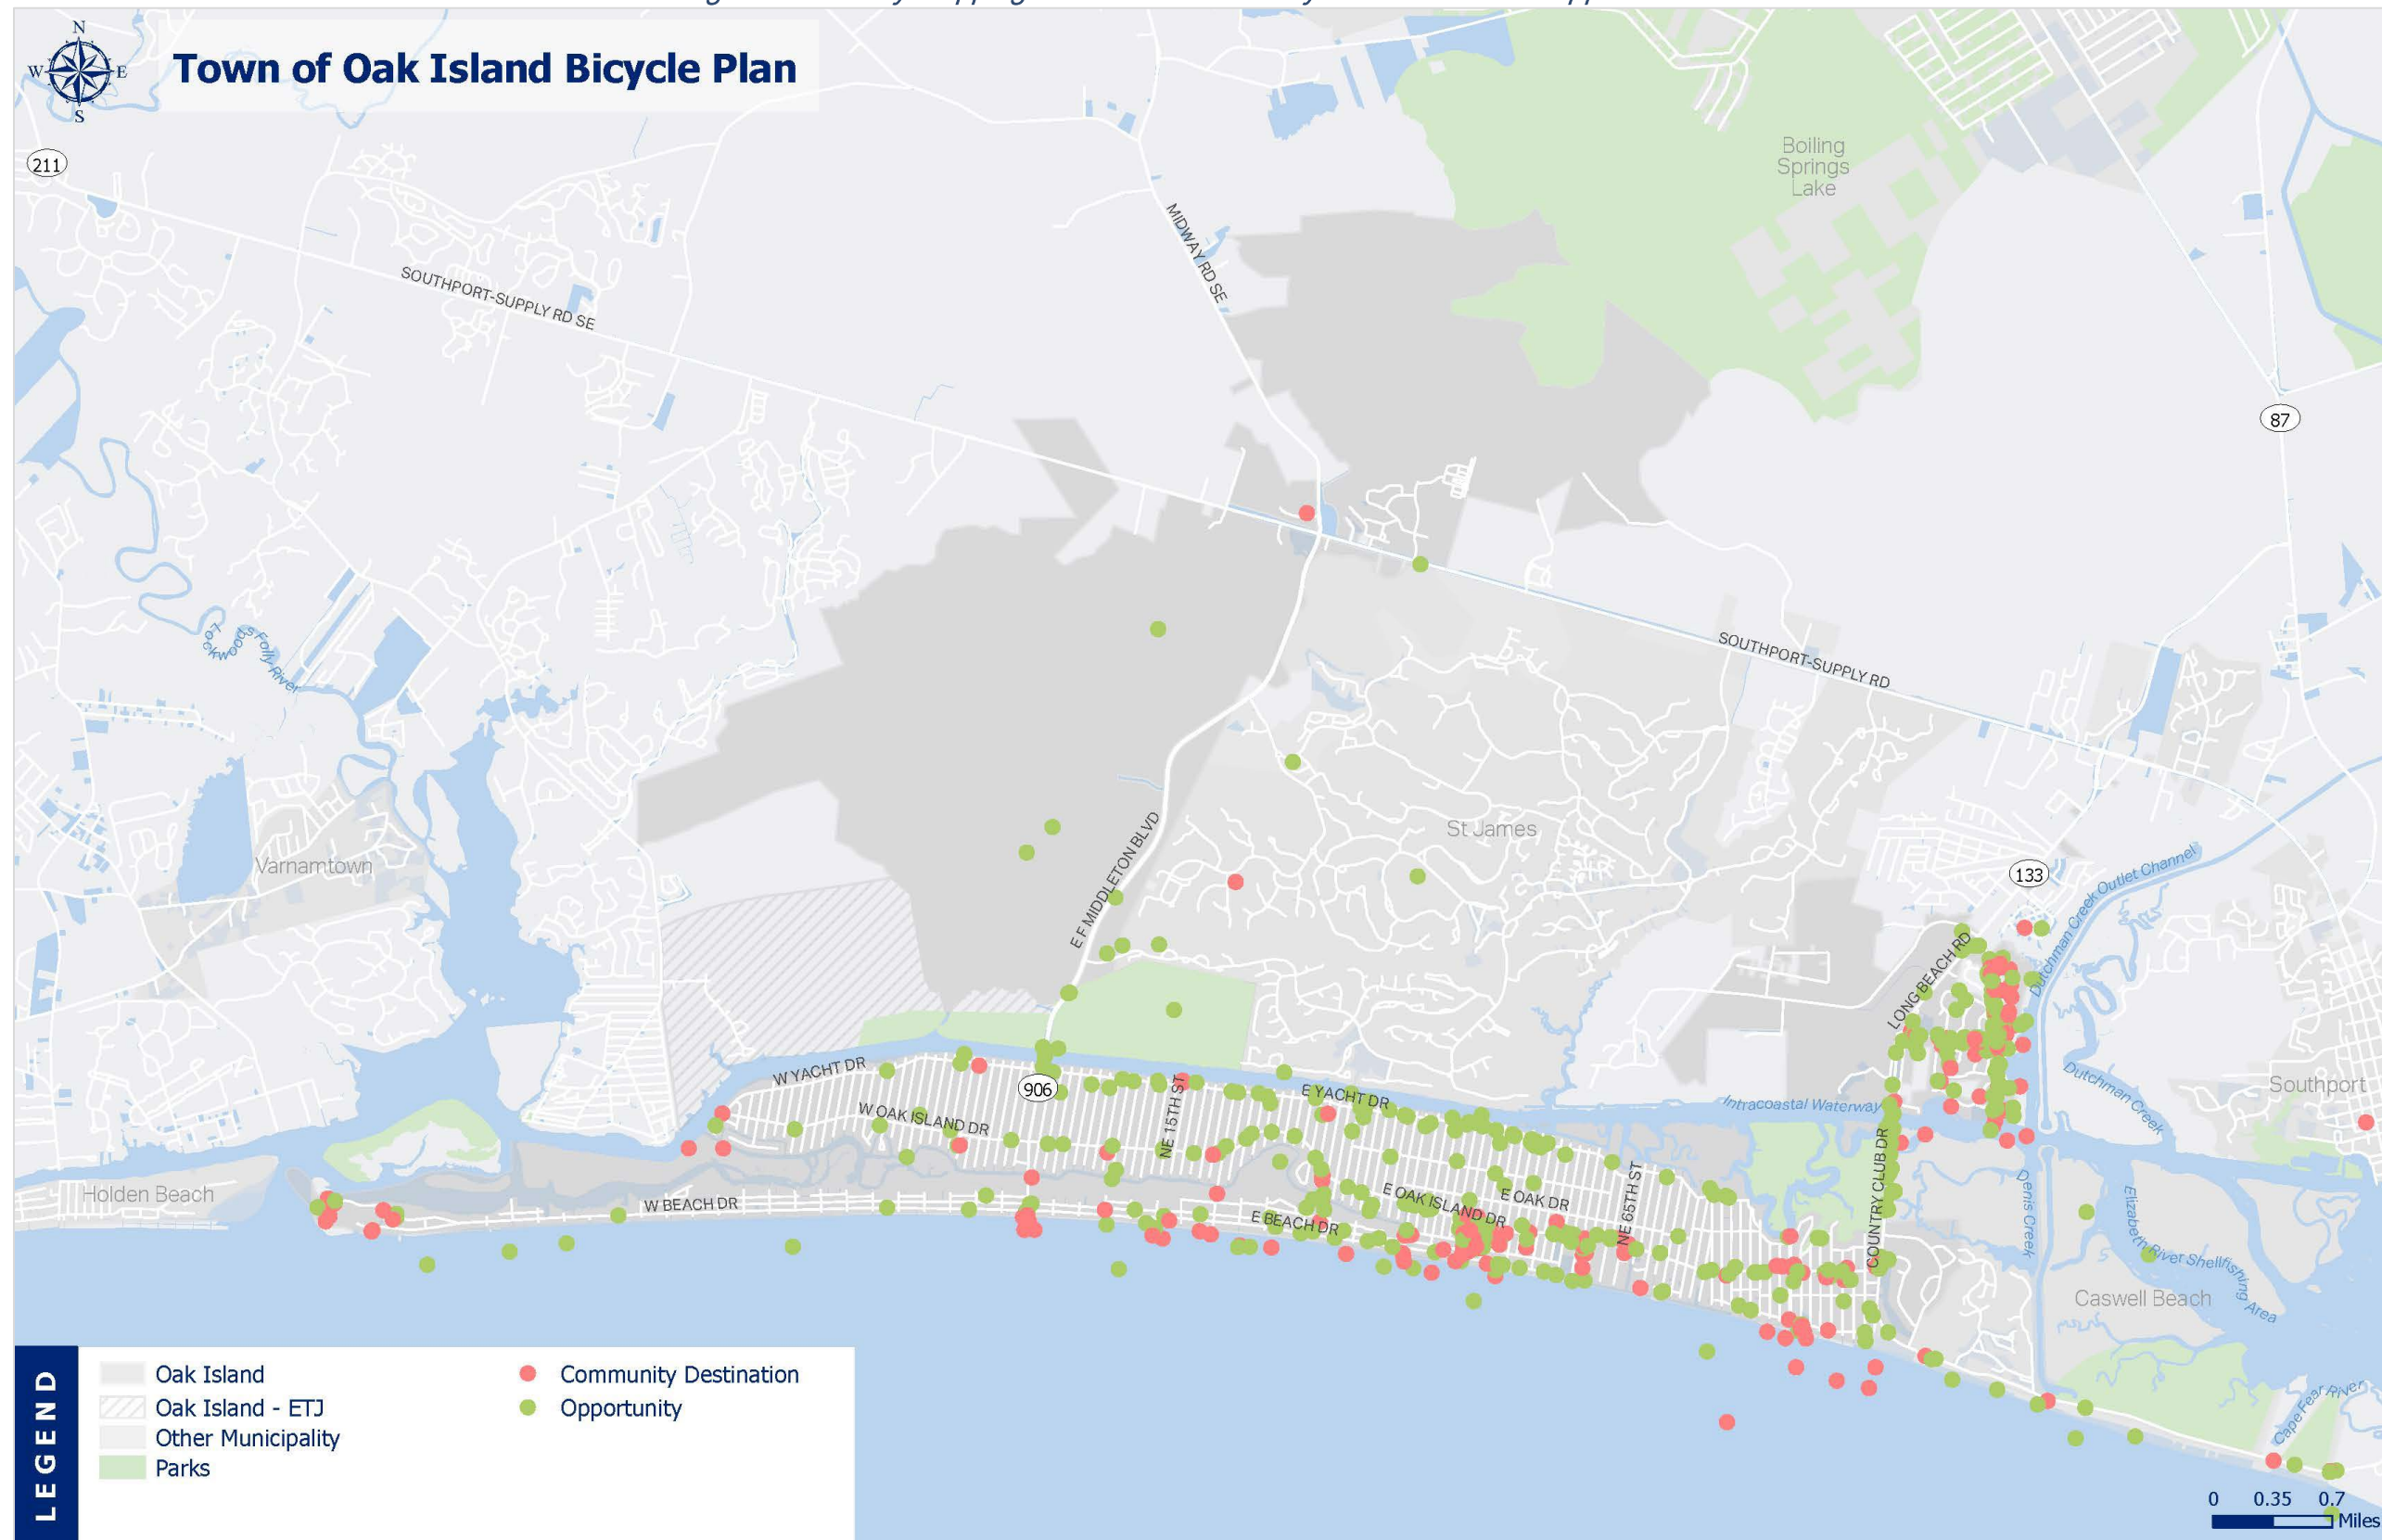 N
W E
S
Town of Oak Island Bicycle Plan
211
Boiling
Springs
Lake
MIDWAY RD SE
SOUTHPORT-SUPPLY RD SE
87
Lockwoods Folly River
SOUTHPORT-SUPPLY RD
Varnamtown
E F MIDDLETON BLVD
St James
133
Dutchman Creek Outlet Channel
LONG BEACH RD
W YACHT DR
906
NE 15TH ST
E YACHT DR
Intracoastal Waterway
Dutchman Creek
Southport
W OAK ISLAND DR
COUNTRY CLUB DR
Holden Beach
W BEACH DR
E BEACH DR
E OAK ISLAND DR
E OAK DR
NE 65TH ST
Denis Creek
Elizabeth River Shellfishing Area
Caswell Beach
Cape Fear River
LEGEND
Oak Island
Oak Island - ETJ
Other Municipality
Parks
Community Destination
Opportunity
0 0.35 0.7
Miles